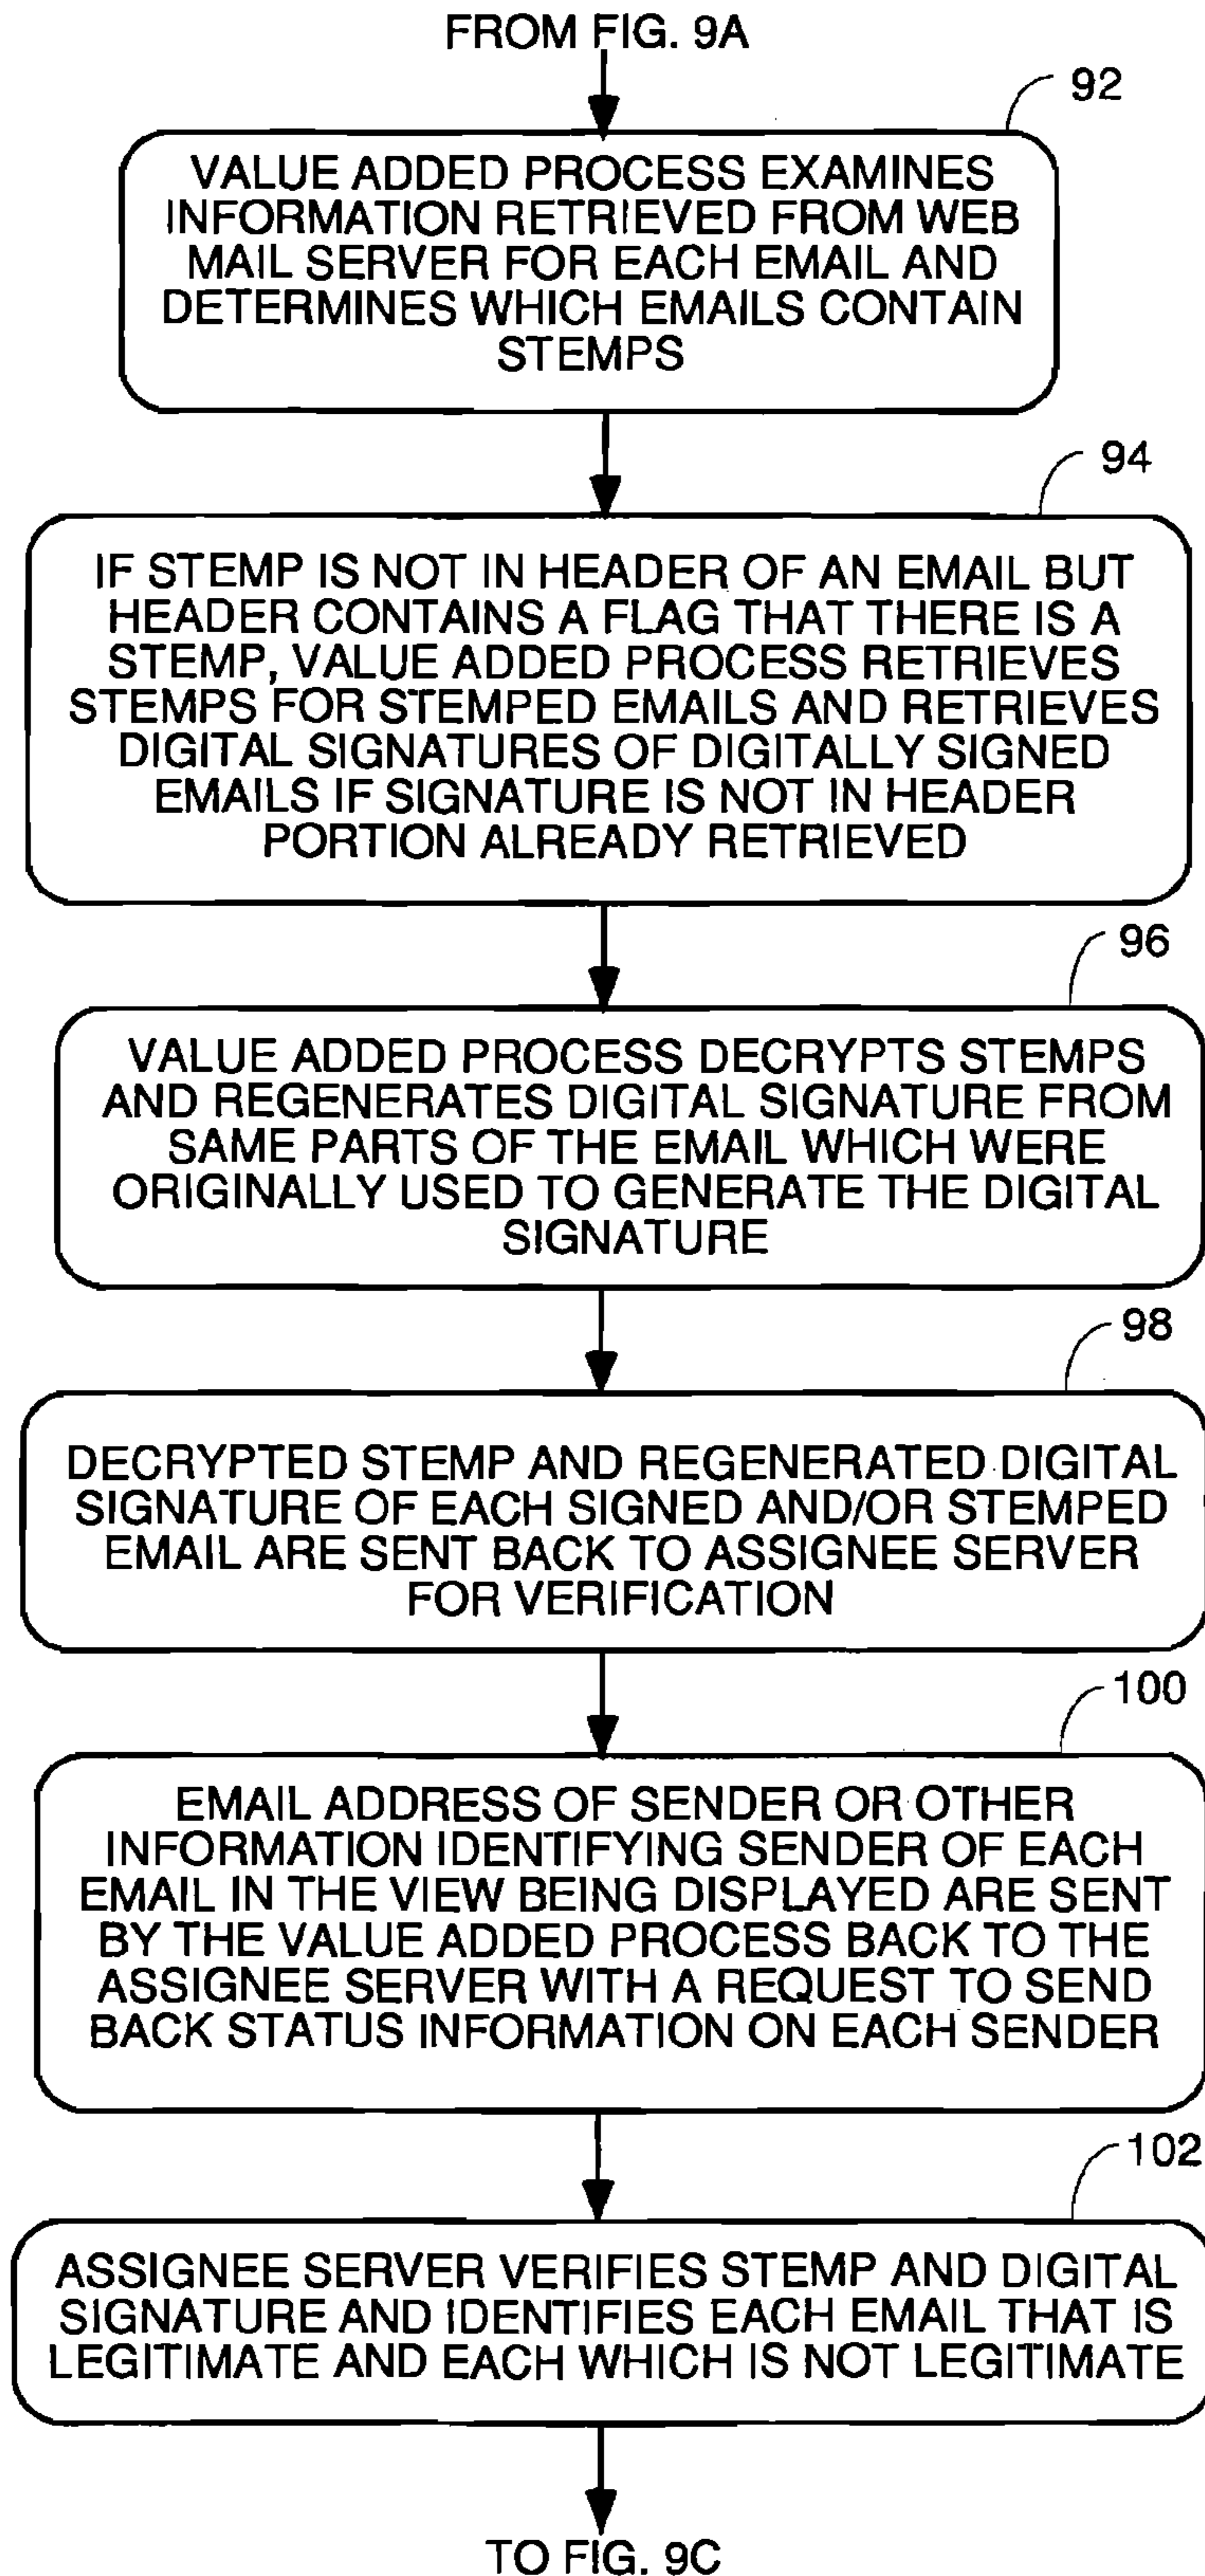 FROM FIG. 9A
92
VALUE ADDED PROCESS EXAMINES
INFORMATION RETRIEVED FROM WEB
MAIL SERVER FOR EACH EMAIL AND
DETERMINES WHICH EMAILS CONTAIN
STEMPS
94
IF STEMP IS NOT IN HEADER OF AN EMAIL BUT
HEADER CONTAINS A FLAG THAT THERE IS A
STEMP, VALUE ADDED PROCESS RETRIEVES
STEMPS FOR STEMPED EMAILS AND RETRIEVES
DIGITAL SIGNATURES OF DIGITALLY SIGNED
EMAILS IF SIGNATURE IS NOT IN HEADER
PORTION ALREADY RETRIEVED
96
VALUE ADDED PROCESS DECRYPTS STEMPS
AND REGENERATES DIGITAL SIGNATURE FROM
SAME PARTS OF THE EMAIL WHICH WERE
ORIGINALLY USED TO GENERATE THE DIGITAL
SIGNATURE
98
DECRYPTED STEMP AND REGENERATED DIGITAL
SIGNATURE OF EACH SIGNED AND/OR STEMPED
EMAIL ARE SENT BACK TO ASSIGNEE SERVER
FOR VERIFICATION
100
EMAIL ADDRESS OF SENDER OR OTHER
INFORMATION IDENTIFYING SENDER OF EACH
EMAIL IN THE VIEW BEING DISPLAYED ARE SENT
BY THE VALUE ADDED PROCESS BACK TO THE
ASSIGNEE SERVER WITH A REQUEST TO SEND
BACK STATUS INFORMATION ON EACH SENDER
102
ASSIGNEE SERVER VERIFIES STEMP AND DIGITAL
SIGNATURE AND IDENTIFIES EACH EMAIL THAT IS
LEGITIMATE AND EACH WHICH IS NOT LEGITIMATE
TO FIG. 9C